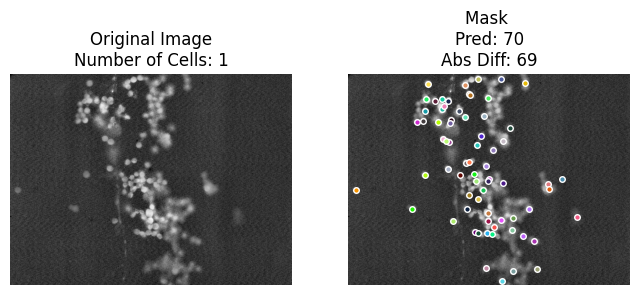 Original Image
Number of Cells: 1
Mask
Pred: 70
Abs Diff: 69